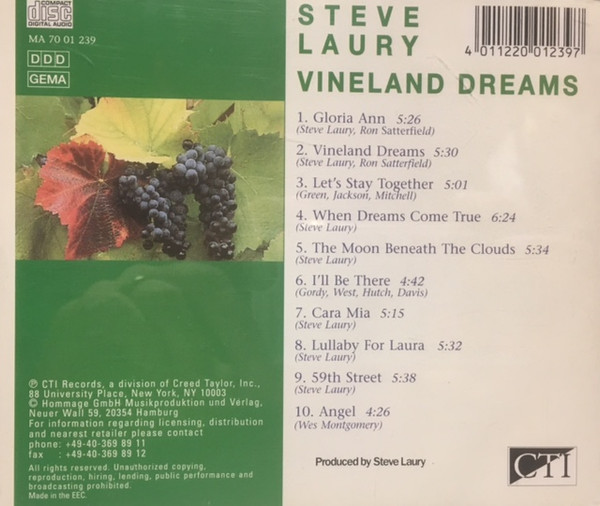 COMPACT
disc
DIGITAL AUDIO
MA 70 01 239
DDD
GEMA
STEVE
LAURY
4 011220 012397
VINELAND DREAMS
1. Gloria Ann 5:26
(Steve Laury, Ron Satterfield)
2. Vineland Dreams 5:30
(Steve Laury, Ron Satterfield)
3. Let's Stay Together 5:01
(Green, Jackson, Mitchell)
4. When Dreams Come True 6:24
(Steve Laury)
5. The Moon Beneath The Clouds 5:34
(Steve Laury)
6. I'll Be There 4:42
(Gordy, West, Hutch, Davis)
7. Cara Mia 5:15
(Steve Laury)
8. Lullaby For Laura 5:32
(Steve Laury)
9. 59th Street 5:38
(Steve Laury)
10. Angel 4:26
(Wes Montgomery)
Produced by Steve Laury
CTI
℗ CTI Records, a division of Creed Taylor, Inc.,
88 University Place, New York, NY 10003
© Hommage GmbH Musikproduktion und Verlag,
Neuer Wall 59, 20354 Hamburg
For information regarding licensing, distribution
and nearest retailer please contact
phone: +49-40-369 89 11
fax : +49-40-369 89 12
All rights reserved. Unauthorized copying,
reproduction, hiring, lending, public performance and
broadcasting prohibited.
Made in the EEC.